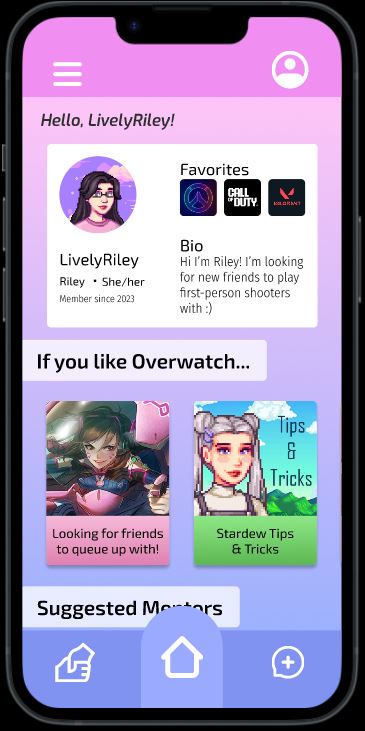 Hello, LivelyRiley!
Favorites
CALL
OF DUTY
VALORANT
LivelyRiley
Riley • She/her
Member since 2023
Bio
Hi I'm Riley! I'm looking
for new friends to play
first-person shooters
with :)
If you like Overwatch...
Looking for friends
to queue up with!
Tips
&
Tricks
Stardew Tips
& Tricks
Suggested Mentors